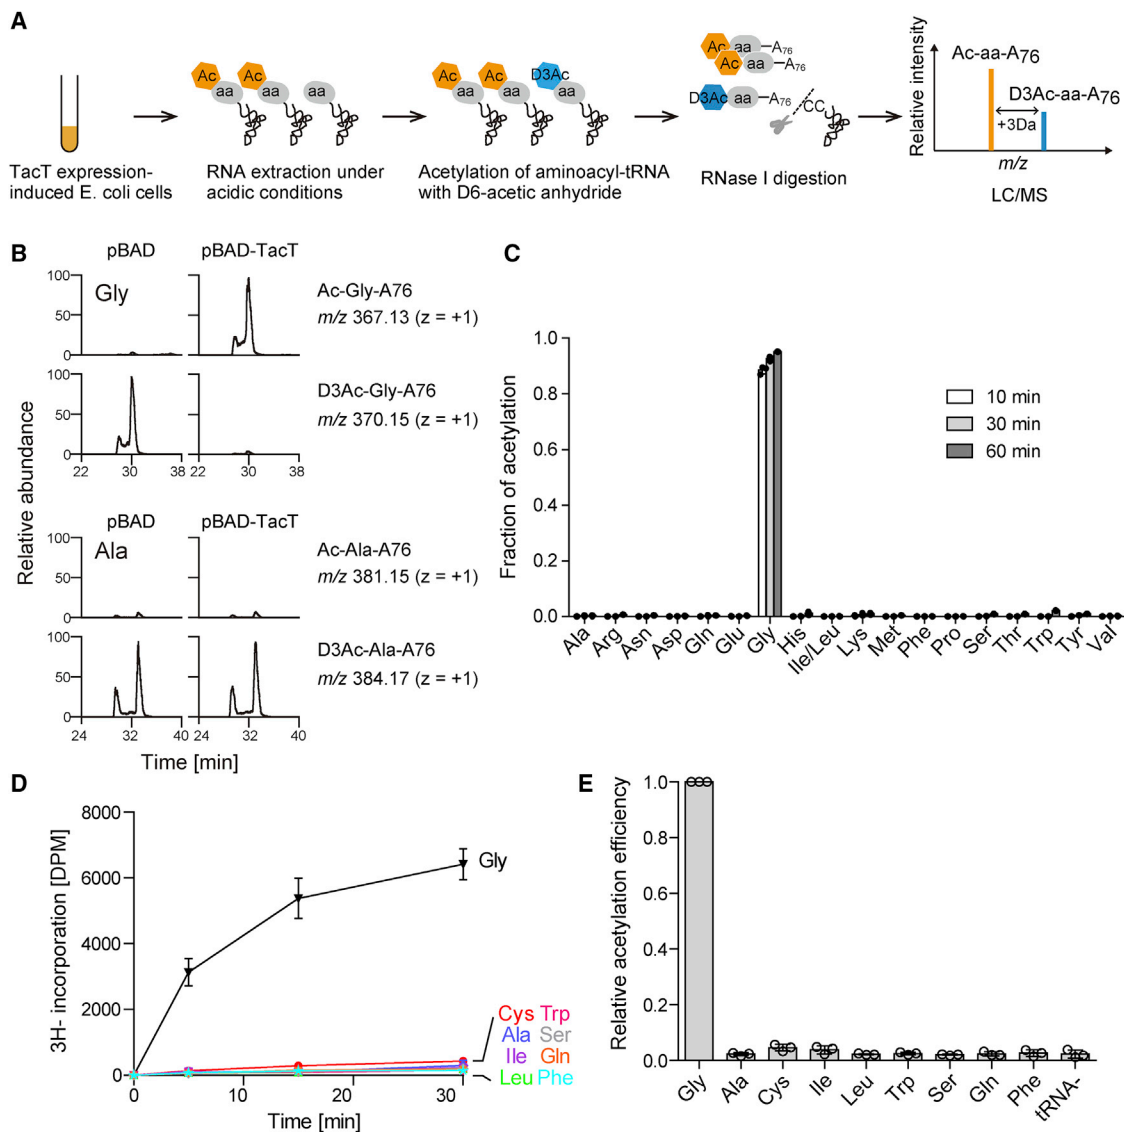 A
Ac
Ac
aa
aa
aa
Ac
Ac
D3Ac
aa
aa
aa
Ac
aa
A76
Ac
aa
A76
D3Ac
aa
A76
CC
Relative intensity
Ac-aa-A76
D3Ac-aa-A76
+3Da
m/z
LC/MS
TacT expression-
induced E. coli cells
RNA extraction under
acidic conditions
Acetylation of aminoacyl-tRNA
with D6-acetic anhydride
RNase I digestion
B
pBAD
pBAD-TacT
100
50
0
Gly
Ac-Gly-A76
m/z 367.13 (z = +1)
100
50
0
22
30
38
22
30
38
D3Ac-Gly-A76
m/z 370.15 (z = +1)
Relative abundance
pBAD
pBAD-TacT
100
50
0
Ala
Ac-Ala-A76
m/z 381.15 (z = +1)
100
50
0
24
32
40
24
32
40
D3Ac-Ala-A76
m/z 384.17 (z = +1)
Time [min]
C
Fraction of acetylation
1.0
0.8
0.6
0.4
0.2
0.0
10 min
30 min
60 min
Ala
Arg
Asn
Asp
Gln
Glu
Gly
His
Ile/Leu
Lys
Met
Phe
Pro
Ser
Thr
Trp
Tyr
Val
D
3H- incorporation [DPM]
8000
6000
4000
2000
0
Gly
Cys Trp
Ala Ser
Ile Gln
Leu Phe
0
10
20
30
Time [min]
E
Relative acetylation efficiency
1.0
0.8
0.6
0.4
0.2
0.0
Gly
Ala
Cys
Ile
Leu
Trp
Ser
Gln
Phe
tRNA-